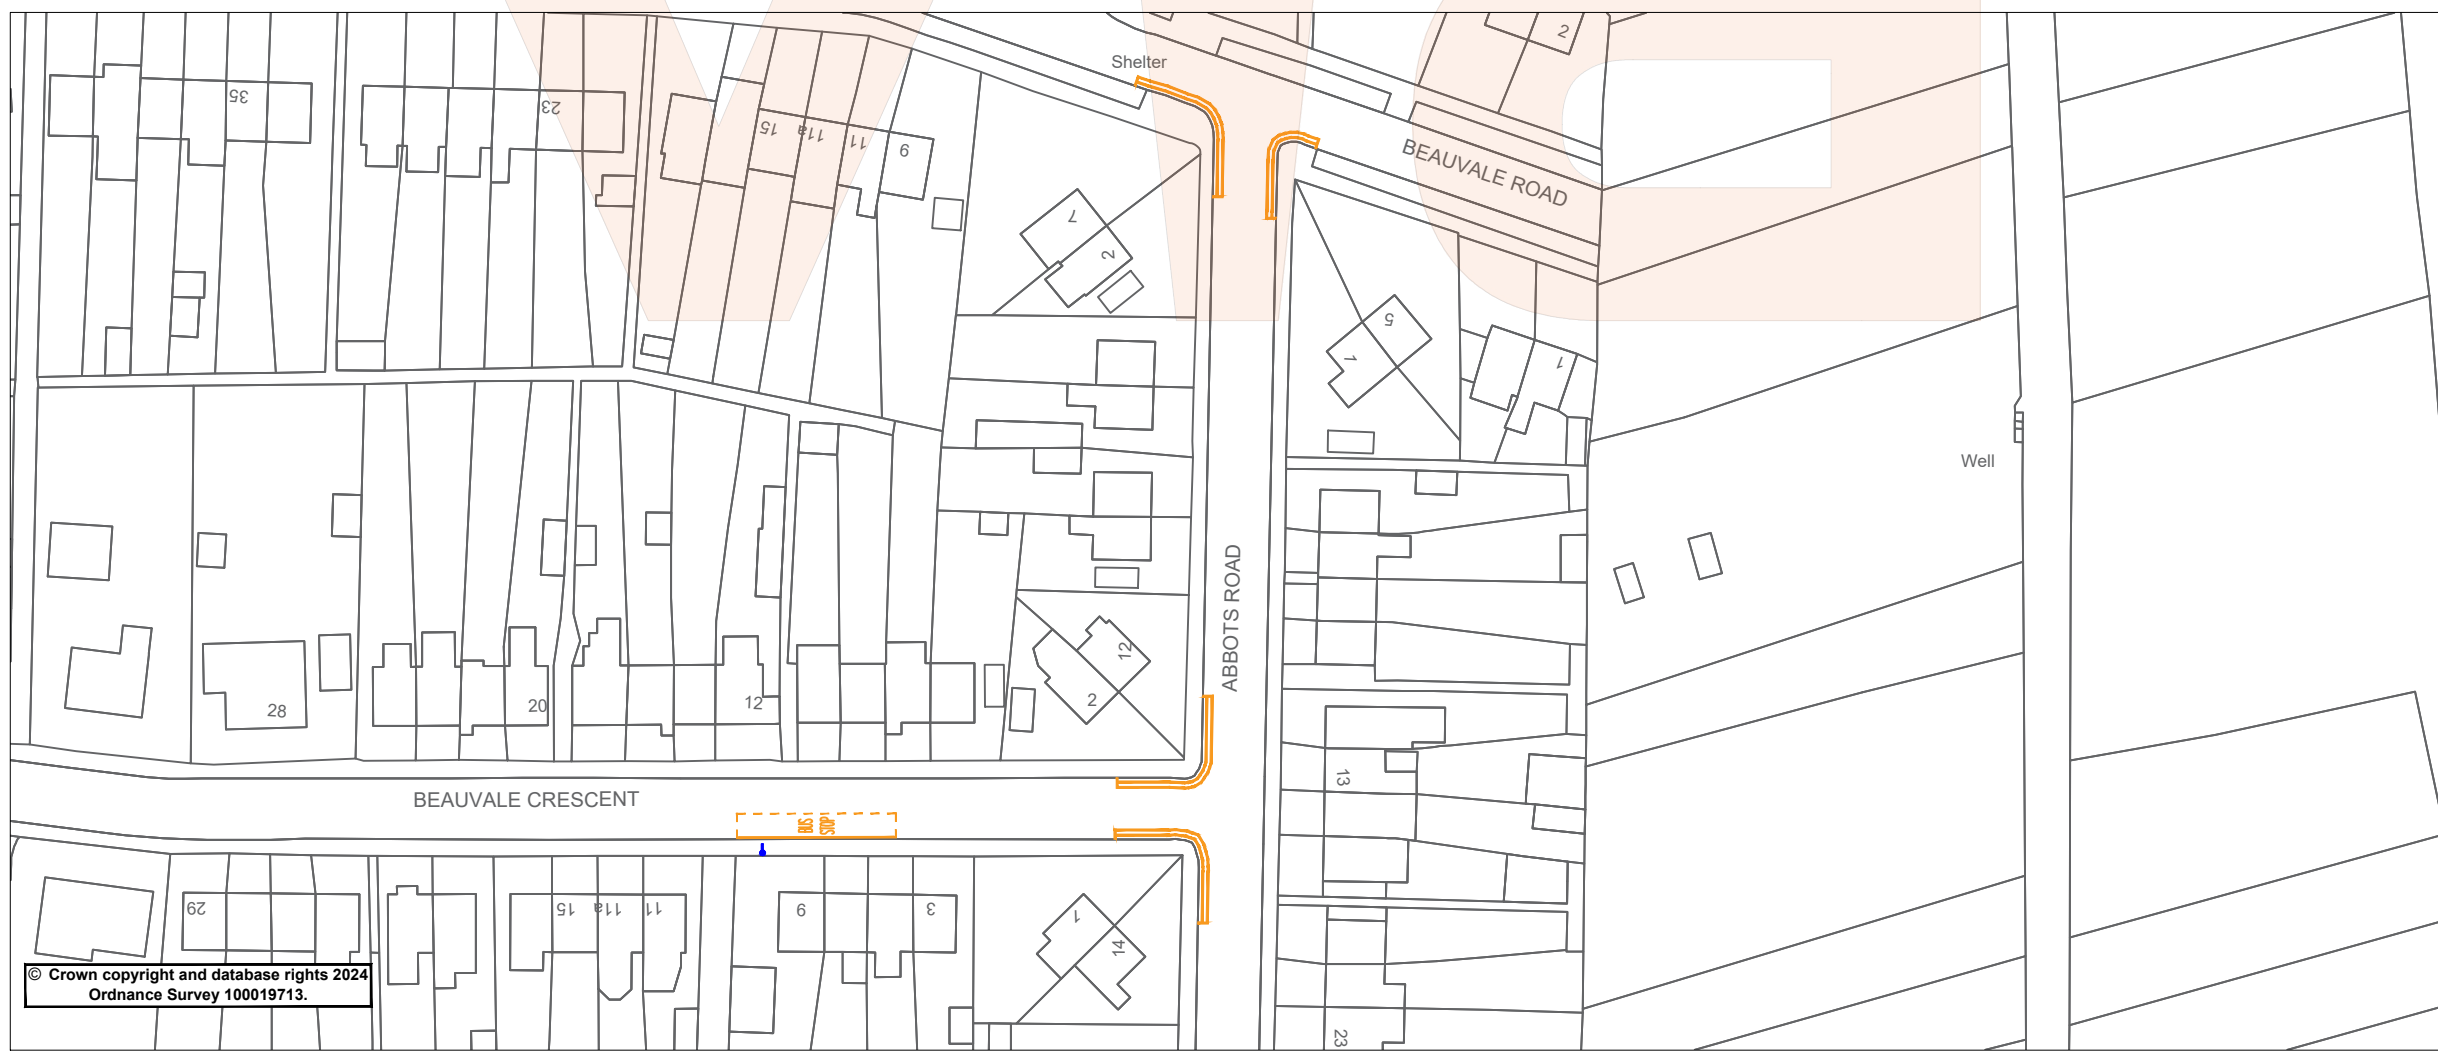 Shelter
2
35
23
15
11a
11
9
BEAUVALE ROAD
7
2
5
1
1
Well
ABBOTS ROAD
12
2
28
20
12
13
BEAUVALE CRESCENT
BUS
STOP
29
15
11a
11
9
3
1
14
23
© Crown copyright and database rights 2024
Ordnance Survey 100019713.